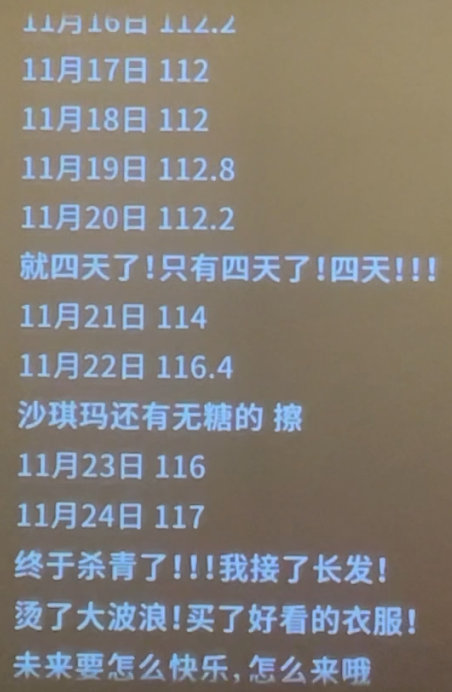 11月16日 112.2
11月17日 112
11月18日 112
11月19日 112.8
11月20日 112.2
就四天了!只有四天了!四天!!!
11月21日 114
11月22日 116.4
沙琪玛还有无糖的 擦
11月23日 116
11月24日 117
终于杀青了!!!我接了长发!
烫了大波浪!买了好看的衣服!
未来要怎么快乐,怎么来哦